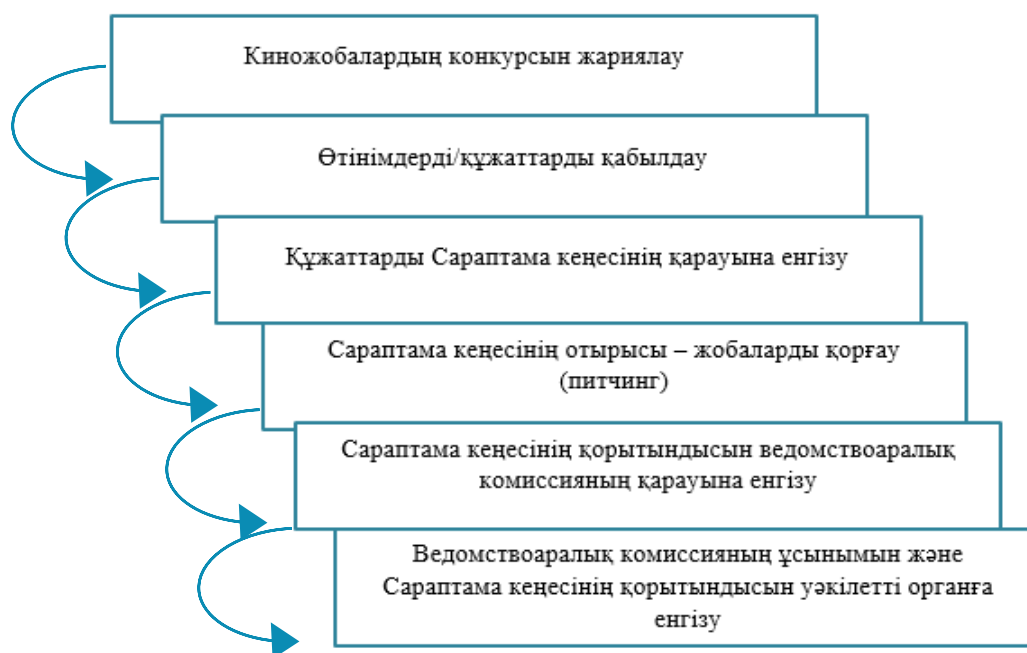 Киножобалардың конкурсын жариялау
Өтінімдерді/құжаттарды қабылдау
Құжаттарды Сараптама кеңесінің қарауына енгізу
Сараптама кеңесінің отырысы – жобаларды қорғау
(питчинг)
Сараптама кеңесінің қорытындысын ведомствоаралық
комиссияның қарауына енгізу
Ведомствоаралық комиссияның ұсынымын және
Сараптама кеңесінің қорытындысын уәкілетті органға
енгізу